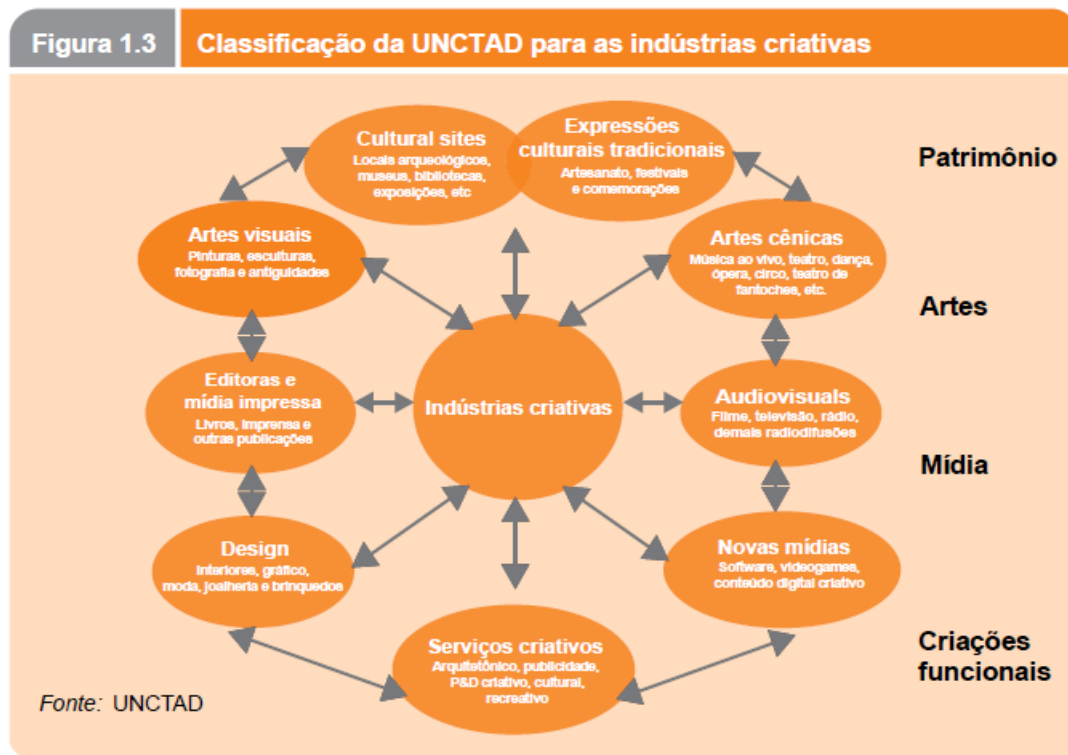 Figura 1.3
Classificação da UNCTAD para as indústrias criativas
Cultural sites
Locais arqueológicos,
museus, bibliotecas,
exposições, etc
Expressões
culturais tradicionais
Artesanato, festivais
e comemorações
Patrimônio
Artes visuais
Pinturas, esculturas,
fotografia e antiguidades
Artes cênicas
Música ao vivo, teatro, dança,
ópera, circo, teatro de
fantoches, etc.
Artes
Editoras e
mídia impressa
Livros, imprensa e
outras publicações
Indústrias criativas
Audiovisuals
Filme, televisão, rádio,
demais radiodifusões
Mídia
Design
Interiores, gráfico,
moda, joalheria e brinquedos
Novas mídias
Software, videogames,
conteúdo digital criativo
Serviços criativos
Arquitetônico, publicidade,
P&D criativo, cultural,
recreativo
Criações
funcionais
Fonte: UNCTAD